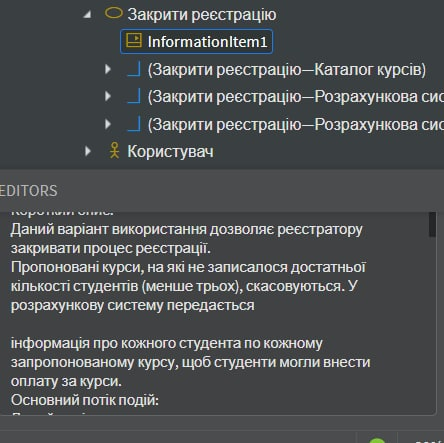 Закрити реєстрацію
InformationItem1
(Закрити реєстрацію—Каталог курсів)
(Закрити реєстрацію—Розрахункова сис
(Закрити реєстрацію—Розрахункова сис
Користувач
EDITORS
Короткий опис:
Даний варіант використання дозволяє реєстратору
закривати процес реєстрації.
Пропоновані курси, на які не записалося достатньої
кількості студентів (менше трьох), скасовуються. У
розрахункову систему передається
інформація про кожного студента по кожному
запропонованому курсу, щоб студенти могли внести
оплату за курси.
Основний потік подій: